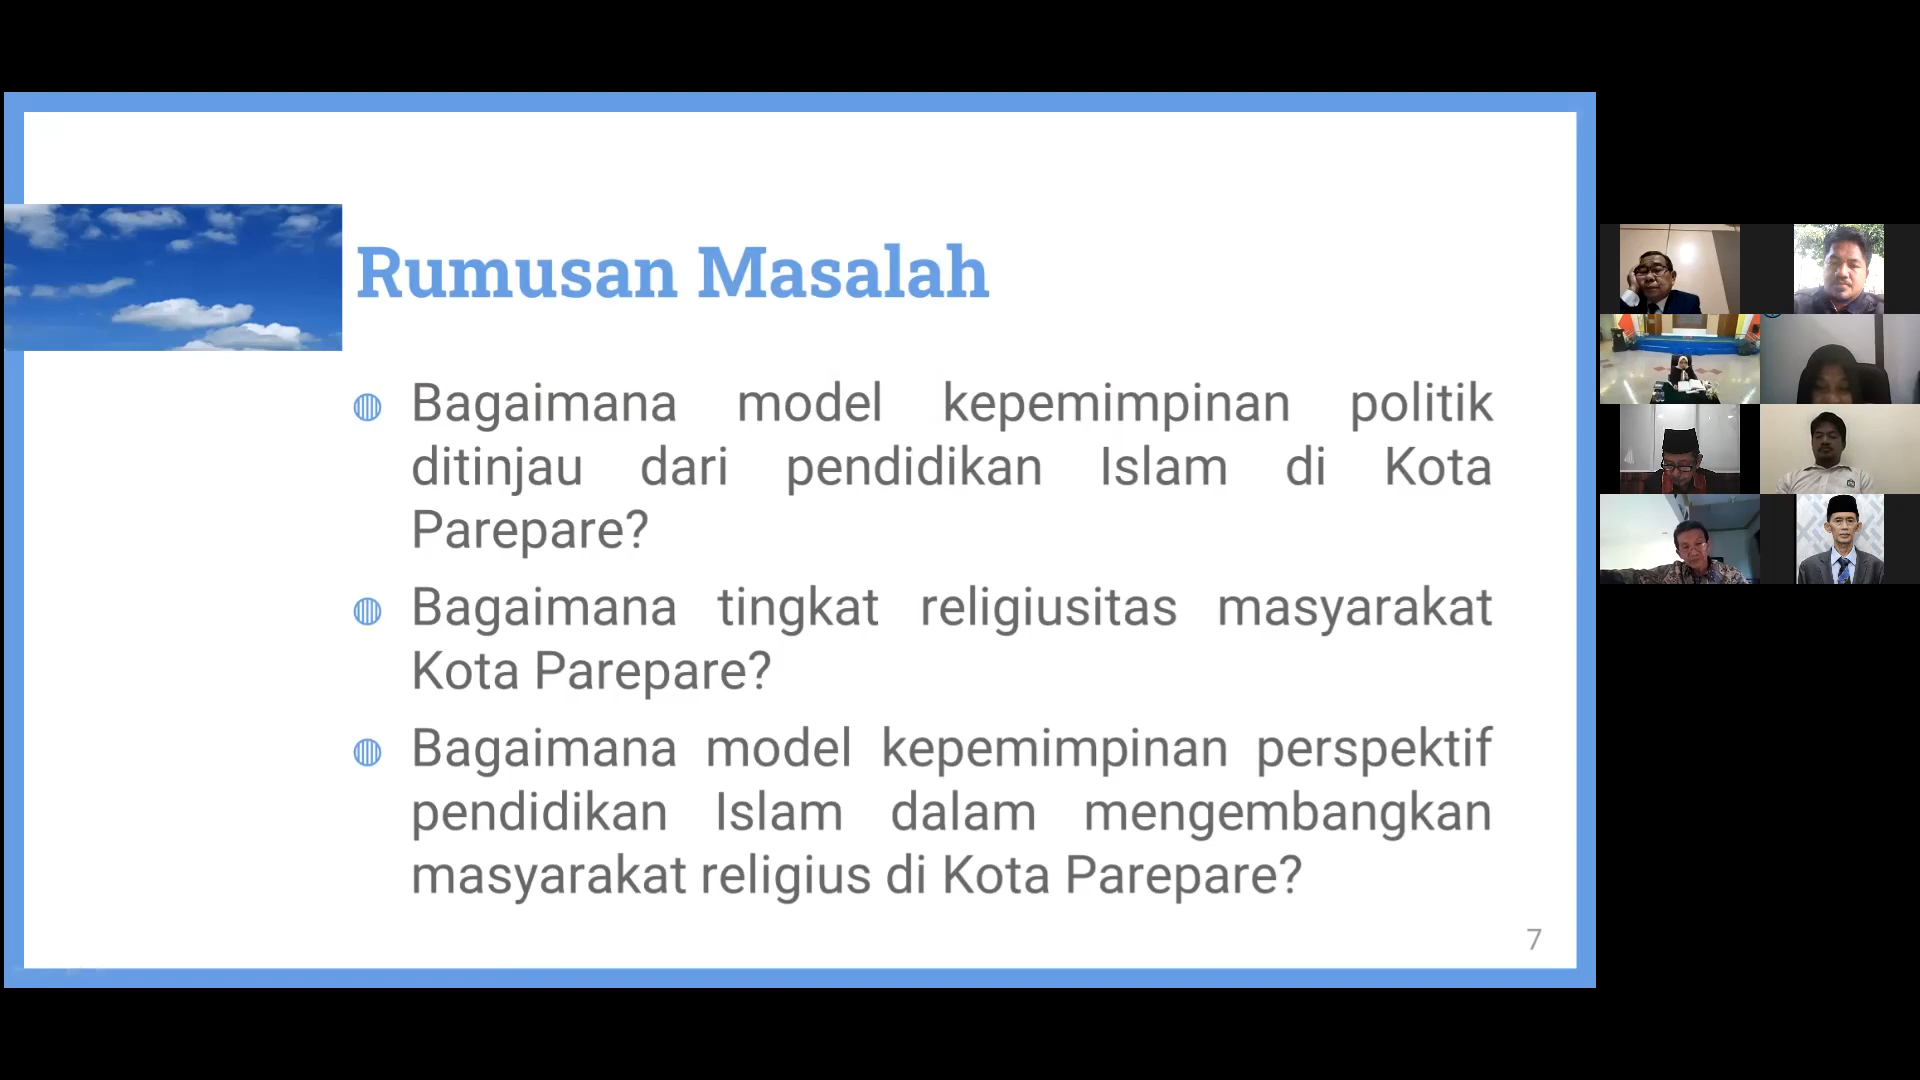 Rumusan Masalah
Bagaimana model kepemimpinan politik
ditinjau dari pendidikan Islam di Kota
Parepare?
Bagaimana tingkat religiusitas masyarakat
Kota Parepare?
Bagaimana model kepemimpinan perspektif
pendidikan Islam dalam mengembangkan
masyarakat religius di Kota Parepare?
7